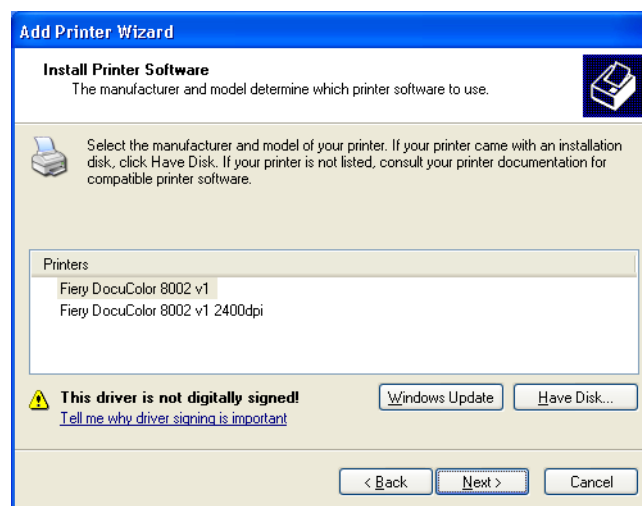 Add Printer Wizard
Install Printer Software
The manufacturer and model determine which printer software to use.
Select the manufacturer and model of your printer. If your printer came with an installation
disk, click Have Disk. If your printer is not listed, consult your printer documentation for
compatible printer software.
Printers
Fiery DocuColor 8002 v1
Fiery DocuColor 8002 v1 2400dpi
This driver is not digitally signed!
Windows Update
Have Disk...
Tell me why driver signing is important
< Back
Next >
Cancel